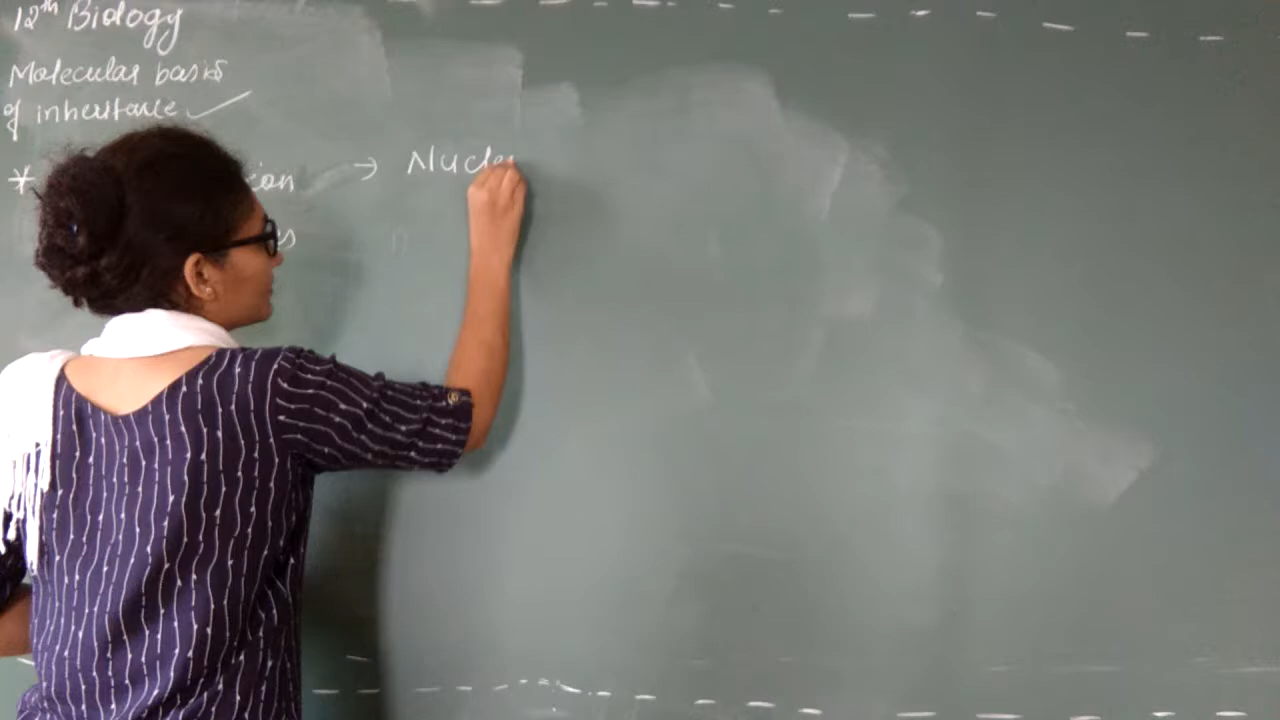 12th Biology
Molecular basis
of inheritance ✓
* → Nucle